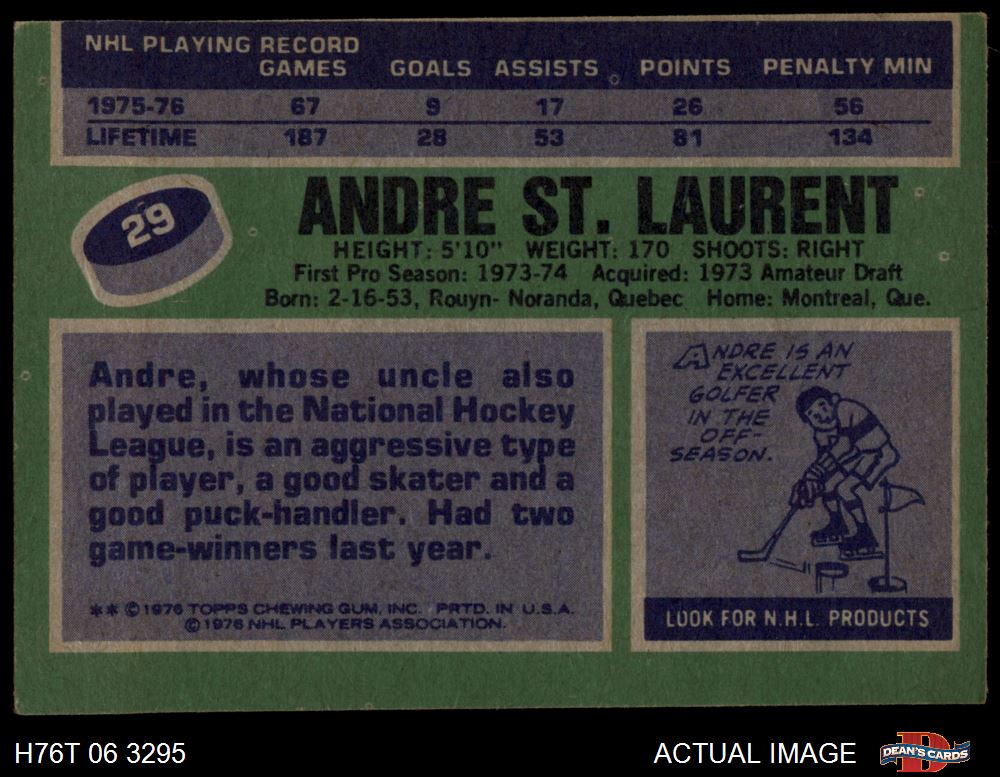 NHL PLAYING RECORD
GAMES GOALS ASSISTS POINTS PENALTY MIN
1975-76 67 9 17 26 56
LIFETIME 187 28 53 81 134
29
ANDRE ST. LAURENT
HEIGHT: 5'10" WEIGHT: 170 SHOOTS: RIGHT
First Pro Season: 1973-74 Acquired: 1973 Amateur Draft
Born: 2-16-53, Rouyn- Noranda, Quebec Home: Montreal, Que.
Andre, whose uncle also
played in the National Hockey
League, is an aggressive type
of player, a good skater and a
good puck-handler. Had two
game-winners last year.
** © 1976 TOPPS CHEWING GUM, INC. PRTD. IN U.S.A.
© 1976 NHL PLAYERS ASSOCIATION.
ANDRE IS AN
EXCELLENT
GOLFER
IN THE
OFF-
SEASON.
LOOK FOR N.H.L. PRODUCTS
H76T 06 3295
ACTUAL IMAGE
D
DEAN'S CARDS